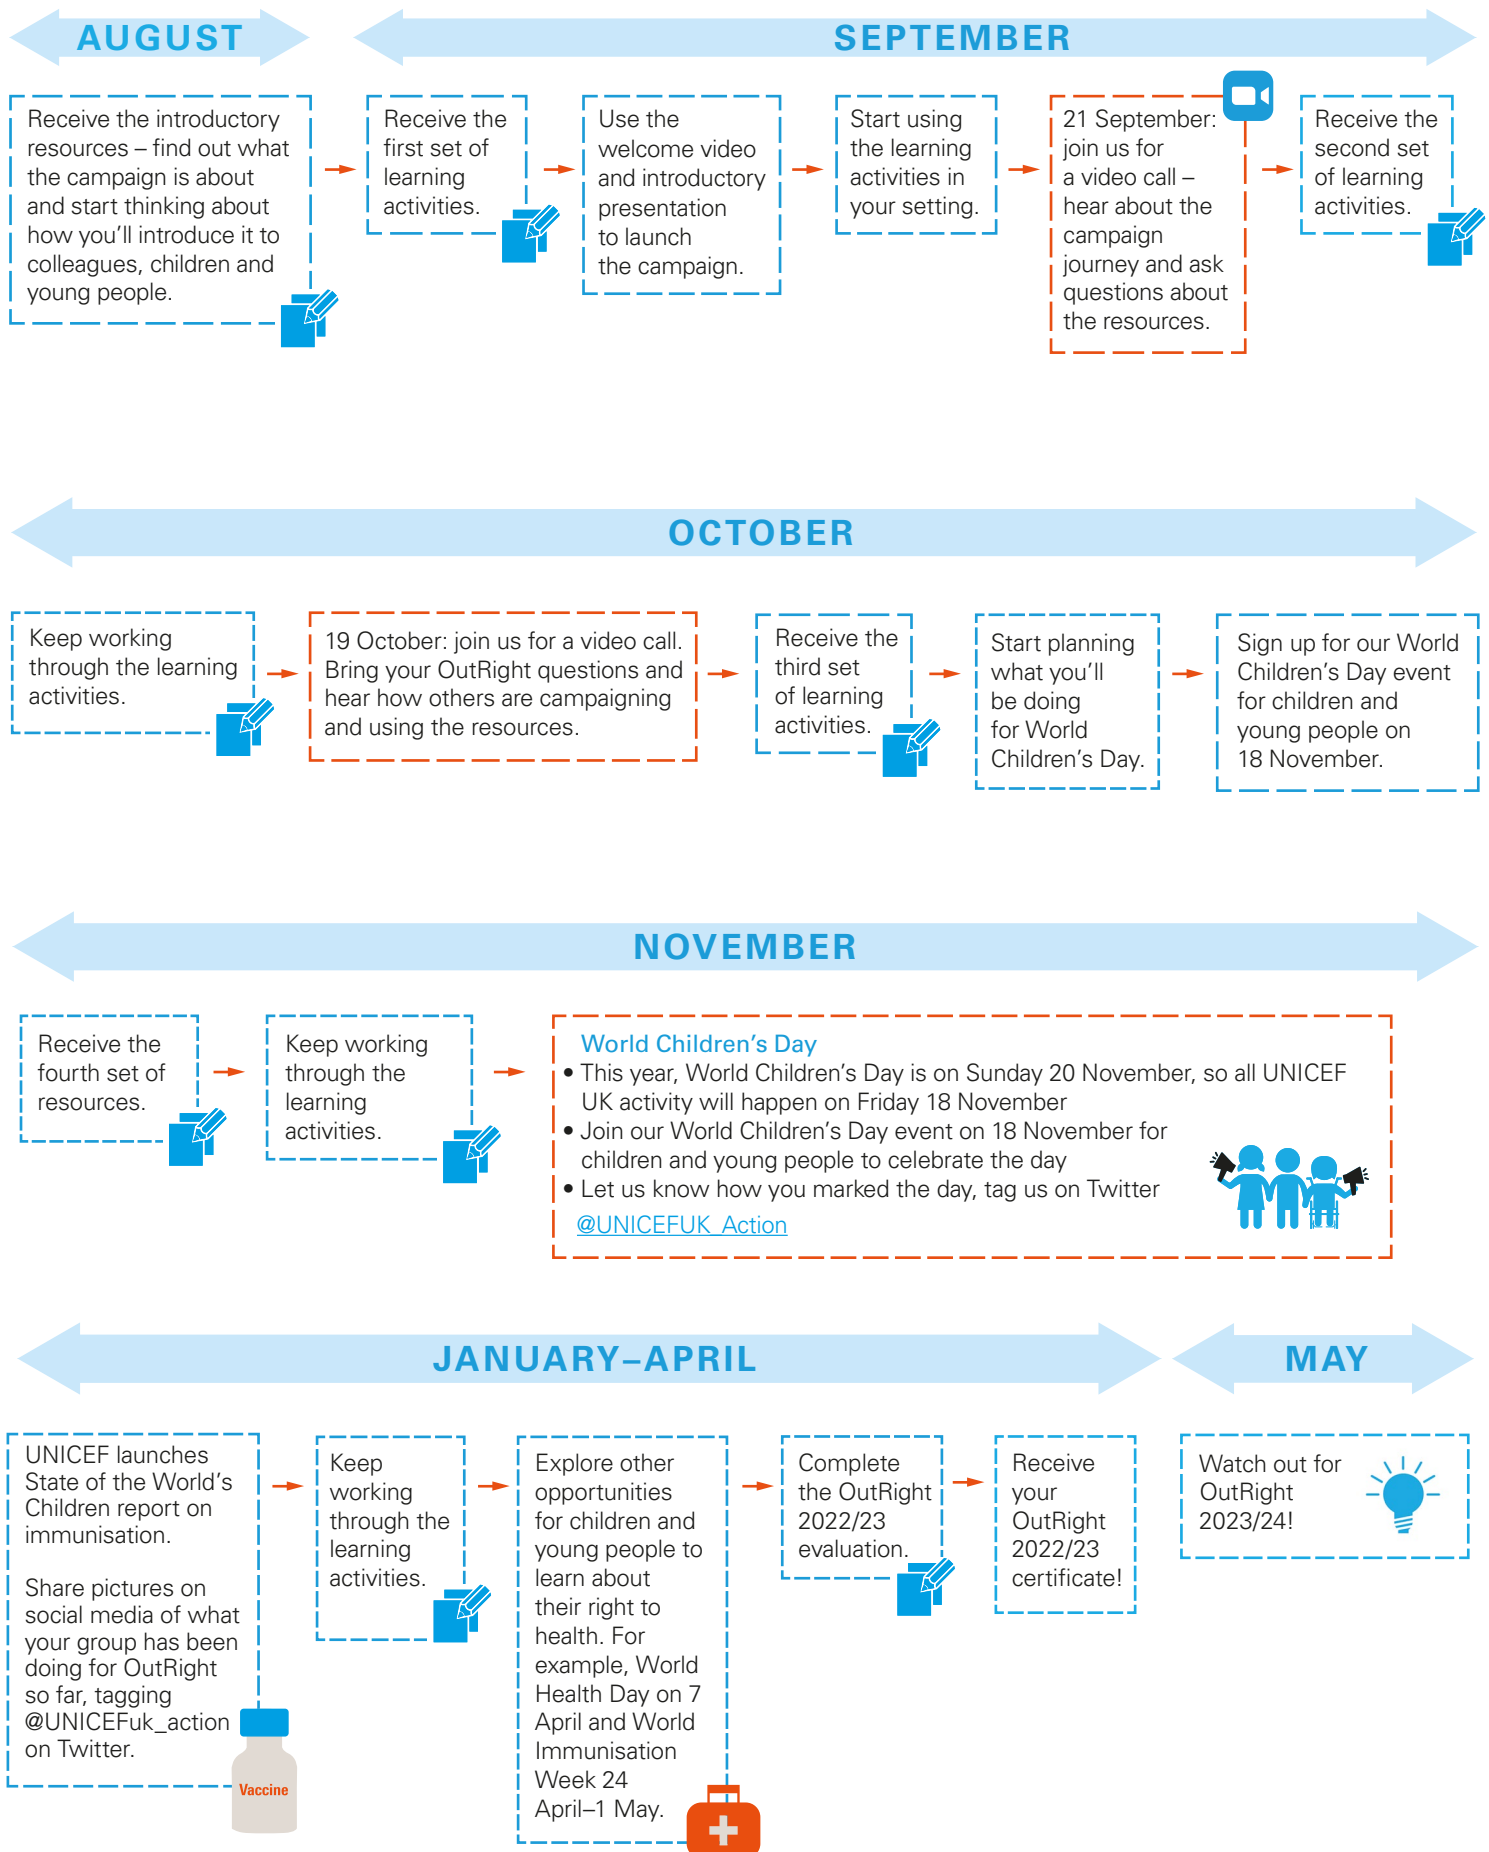 AUGUST
SEPTEMBER
Receive the introductory
resources – find out what
the campaign is about
and start thinking about
how you'll introduce it to
colleagues, children and
young people.
Receive the
first set of
learning
activities.
Use the
welcome video
and introductory
presentation
to launch
the campaign.
Start using
the learning
activities in
your setting.
21 September:
join us for
a video call –
hear about the
campaign
journey and ask
questions about
the resources.
Receive the
second set
of learning
activities.
OCTOBER
Keep working
through the learning
activities.
19 October: join us for a video call.
Bring your OutRight questions and
hear how others are campaigning
and using the resources.
Receive the
third set
of learning
activities.
Start planning
what you'll
be doing
for World
Children's Day.
Sign up for our World
Children's Day event
for children and
young people on
18 November.
NOVEMBER
Receive the
fourth set of
resources.
Keep working
through the
learning
activities.
World Children's Day
• This year, World Children's Day is on Sunday 20 November, so all UNICEF
UK activity will happen on Friday 18 November
• Join our World Children's Day event on 18 November for
children and young people to celebrate the day
• Let us know how you marked the day, tag us on Twitter
@UNICEFUK_Action
JANUARY–APRIL
MAY
UNICEF launches
State of the World's
Children report on
immunisation.
Share pictures on
social media of what
your group has been
doing for OutRight
so far, tagging
@UNICEFuk_action
on Twitter.
Vaccine
Keep
working
through the
learning
activities.
Explore other
opportunities
for children and
young people to
learn about
their right to
health. For
example, World
Health Day on 7
April and World
Immunisation
Week 24
April–1 May.
Complete
the OutRight
2022/23
evaluation.
Receive
your
OutRight
2022/23
certificate!
Watch out for
OutRight
2023/24!